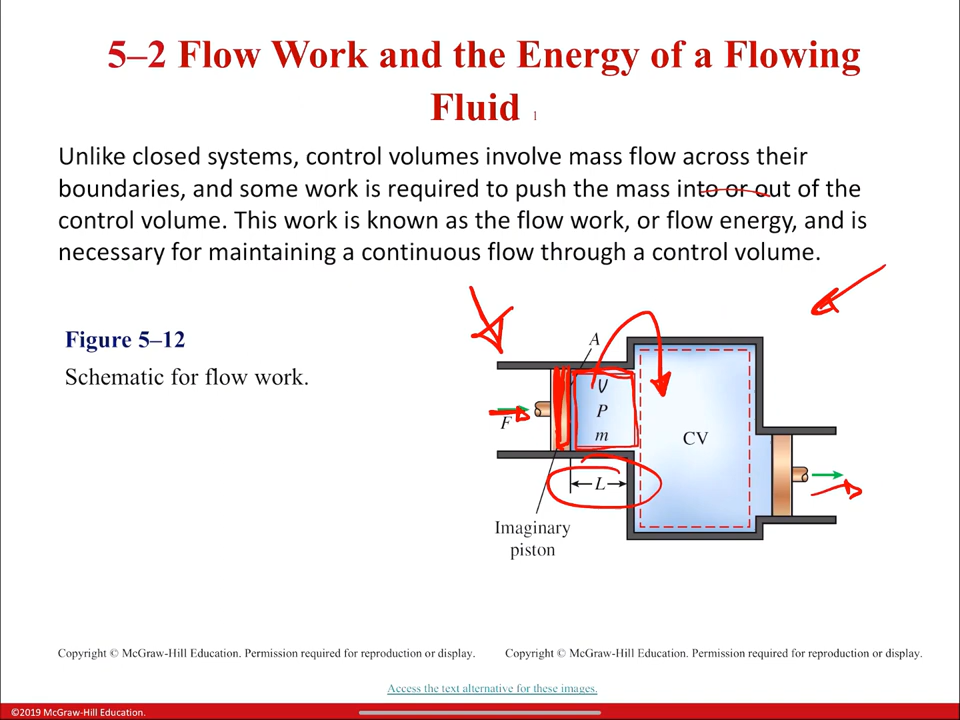 5–2 Flow Work and the Energy of a Flowing
Fluid 1
Unlike closed systems, control volumes involve mass flow across their
boundaries, and some work is required to push the mass into or out of the
control volume. This work is known as the flow work, or flow energy, and is
necessary for maintaining a continuous flow through a control volume.
Figure 5–12
Schematic for flow work.
A
V
F
P
m
CV
L
Imaginary
piston
Copyright © McGraw-Hill Education. Permission required for reproduction or display.
Copyright © McGraw-Hill Education. Permission required for reproduction or display.
Access the text alternative for these images.
©2019 McGraw-Hill Education.